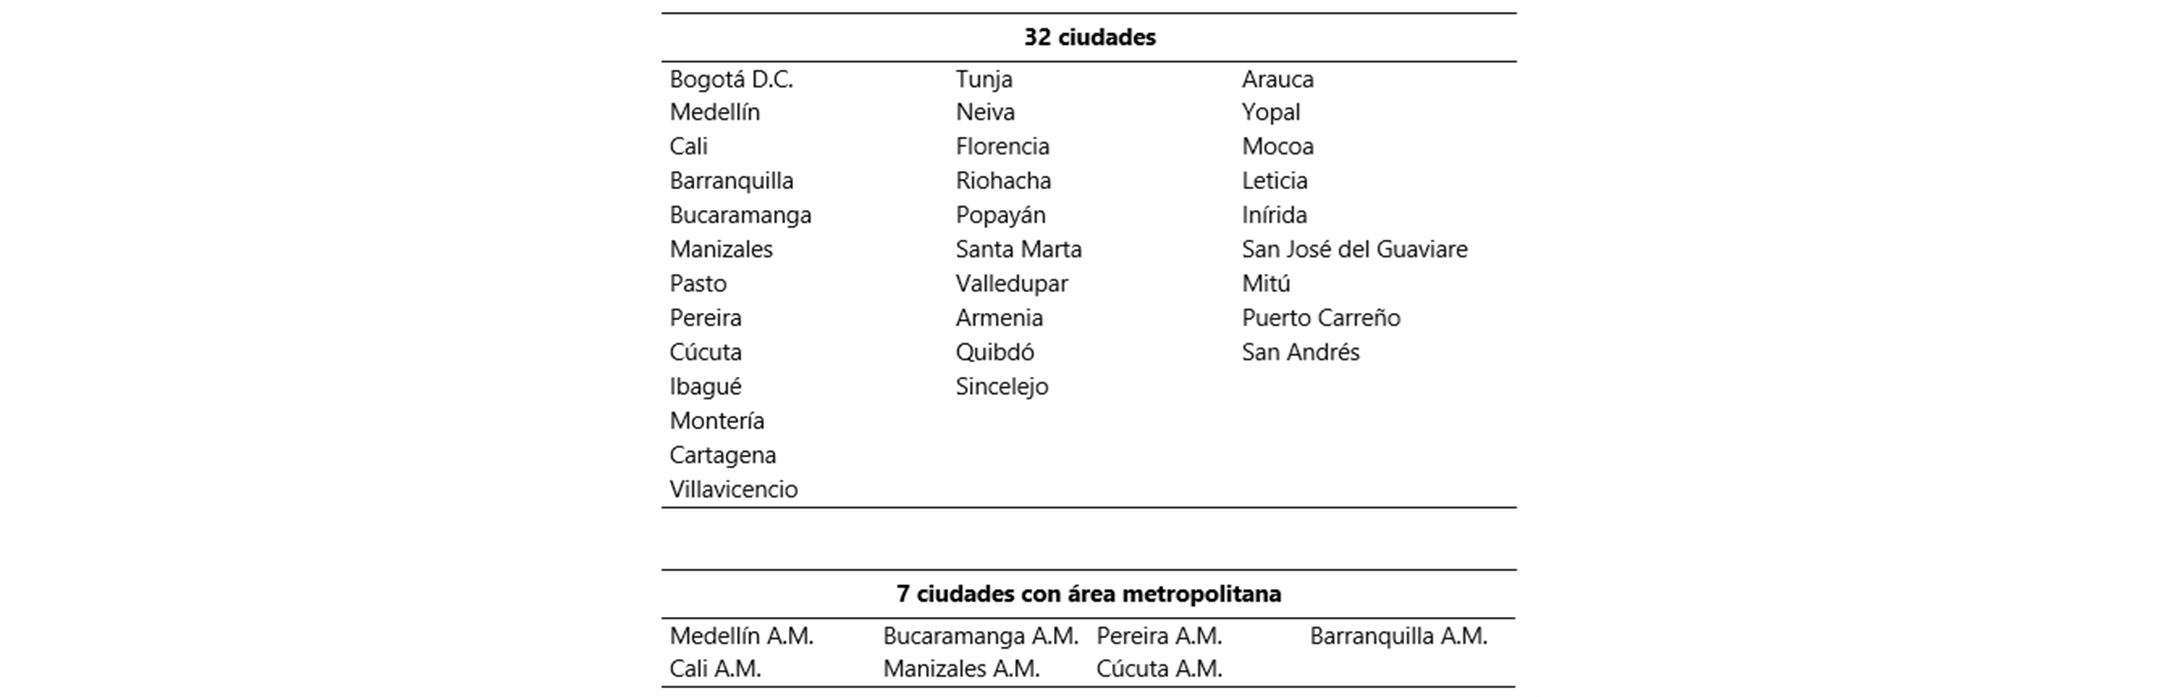 32 ciudades
Bogotá D.C. Tunja Arauca
Medellín Neiva Yopal
Cali Florencia Mocoa
Barranquilla Riohacha Leticia
Bucaramanga Popayán Inírida
Manizales Santa Marta San José del Guaviare
Pasto Valledupar Mitú
Pereira Armenia Puerto Carreño
Cúcuta Quibdó San Andrés
Ibagué Sincelejo
Montería
Cartagena
Villavicencio
7 ciudades con área metropolitana
Medellín A.M. Bucaramanga A.M. Pereira A.M. Barranquilla A.M.
Cali A.M. Manizales A.M. Cúcuta A.M.